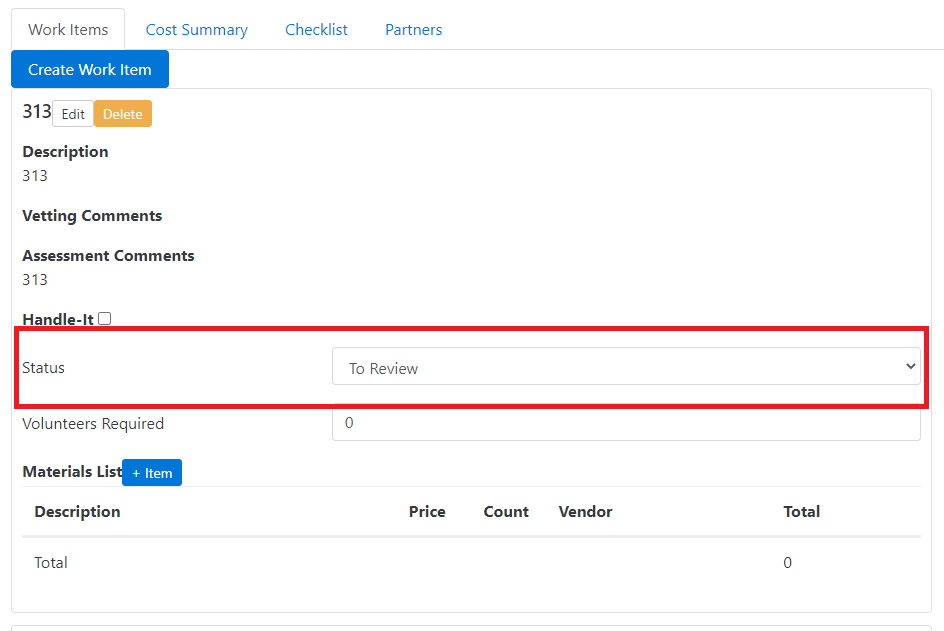 Work Items Cost Summary Checklist Partners
Create Work Item
313 Edit Delete
Description
313
Vetting Comments
Assessment Comments
313
Handle-It
Status To Review
Volunteers Required 0
Materials List + Item
Description Price Count Vendor Total
Total 0